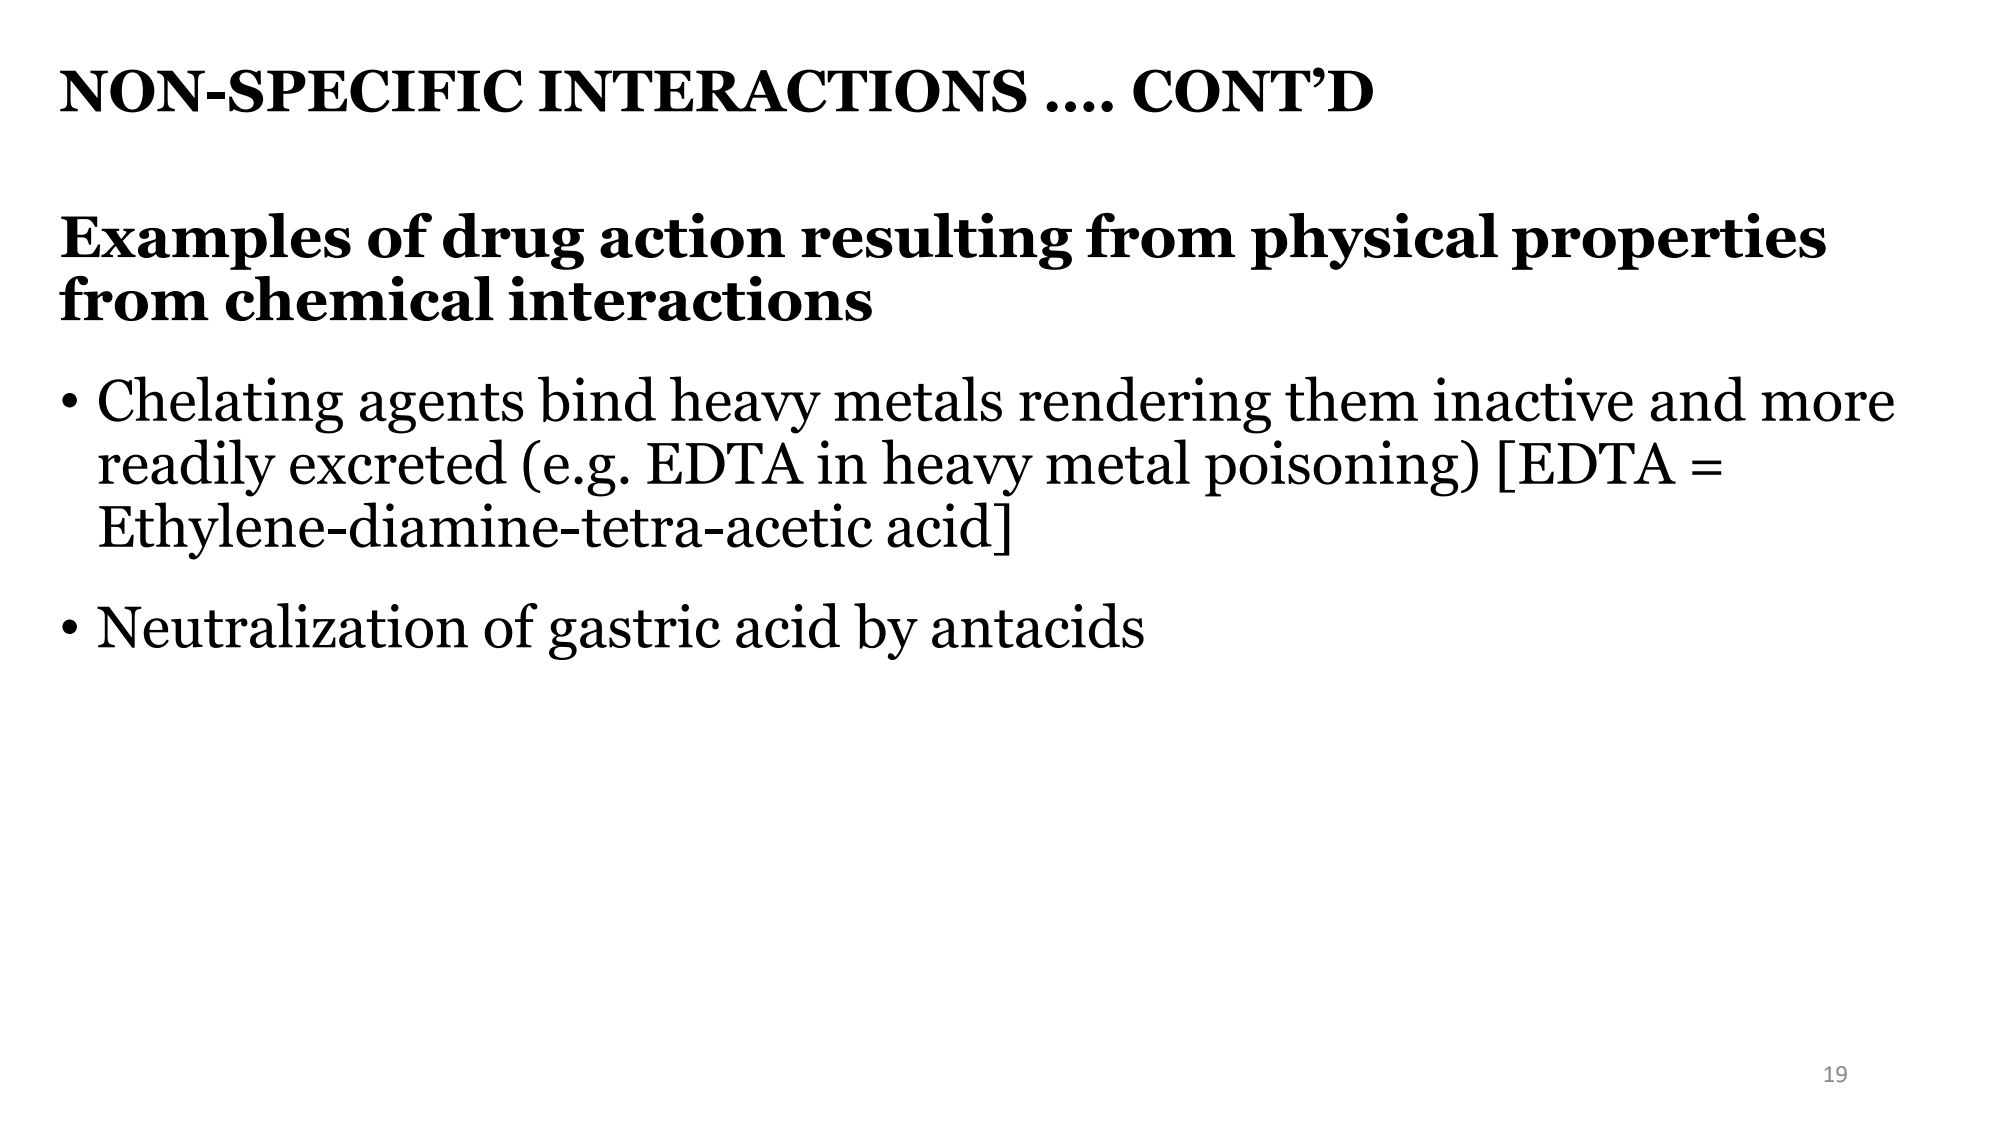 NON-SPECIFIC INTERACTIONS .... CONT’D
Examples of drug action resulting from physical properties
from chemical interactions
• Chelating agents bind heavy metals rendering them inactive and more
readily excreted (e.g. EDTA in heavy metal poisoning) [EDTA =
Ethylene-diamine-tetra-acetic acid]
• Neutralization of gastric acid by antacids
19